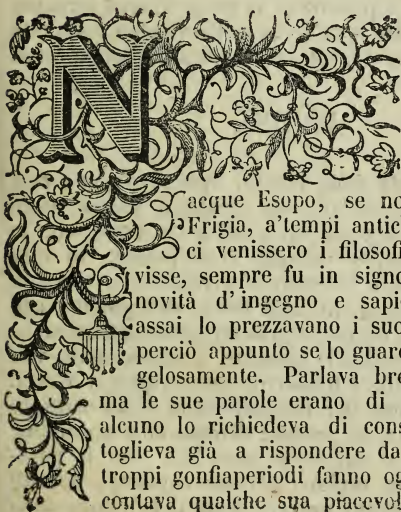 Nacque Esopo, se no
Frigia, a'tempi antic
ci venissero i filosofi
visse, sempre fu in signo
novità d'ingegno e sapi
assai lo prezzavano i suo
perciò appunto se lo guar
gelosamente. Parlava bre
ma le sue parole erano di
alcuno lo richiedeva di cons
toglieva già a rispondere da
troppi gonfiaperiodi fanno og
contava qualche sua piacevol